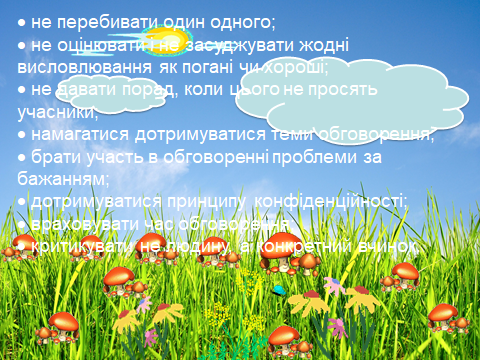 • не перебивати один одного;
• не оцінювати і не засуджувати жодні
висловлювання як погані чи хороші;
• не давати порад, коли цього не просять
учасники;
• намагатися дотримуватися теми обговорення;
• брати участь в обговоренні проблеми за
бажанням;
• дотримуватися принципу конфіденційності;
• враховувати час обговорення;
• критикувати не людину, а конкретний вчинок.